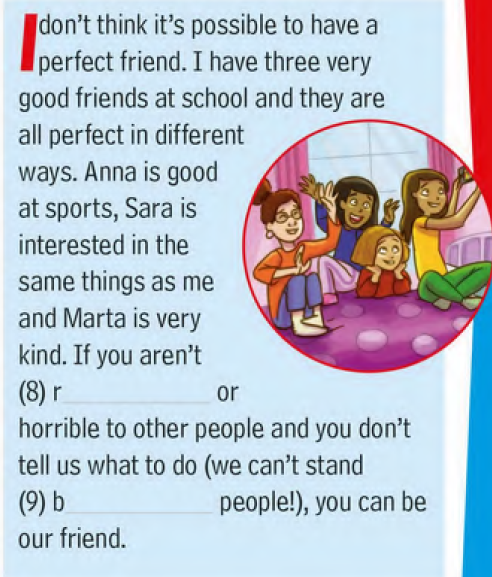 I don't think it's possible to have a
perfect friend. I have three very
good friends at school and they are
all perfect in different
ways. Anna is good
at sports, Sara is
interested in the
same things as me
and Marta is very
kind. If you aren't
(8) r____________ or
horrible to other people and you don't
tell us what to do (we can't stand
(9) b____________ people!), you can be
our friend.